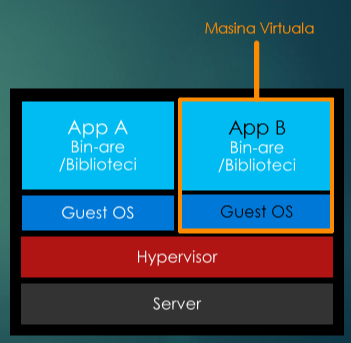 Masina Virtuala
App A
Bin-are
/Biblioteci
App B
Bin-are
/Biblioteci
Guest OS
Guest OS
Hypervisor
Server